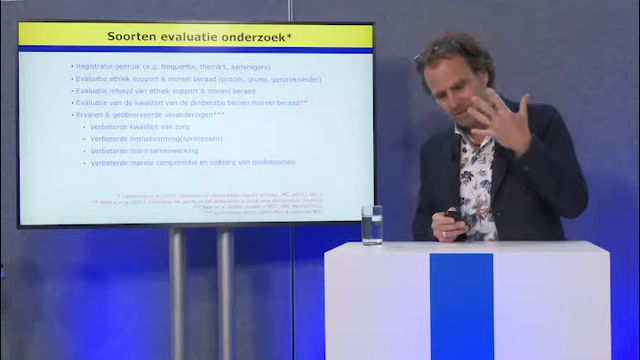 Soorten evaluatie onderzoek*
• Registratie gebruik (e.g. frequentie, thema's, aanvragers)
• Evaluatie ethiek support & moreel beraad (proces, groep, gespreksleider)
• Evaluatie inhoud van ethiek support & moreel beraad
• Evaluatie van de kwaliteit van de deliberatie binnen moreel beraad**
• Ervaren & geobserveerde veranderingen***
• Verbeterde kwaliteit van zorg
• Verbeterde besluitvorming(sprocessen)
• Verbeterde team samenwerking
• Verbeterde morele competentie en zelfzorg van professionals